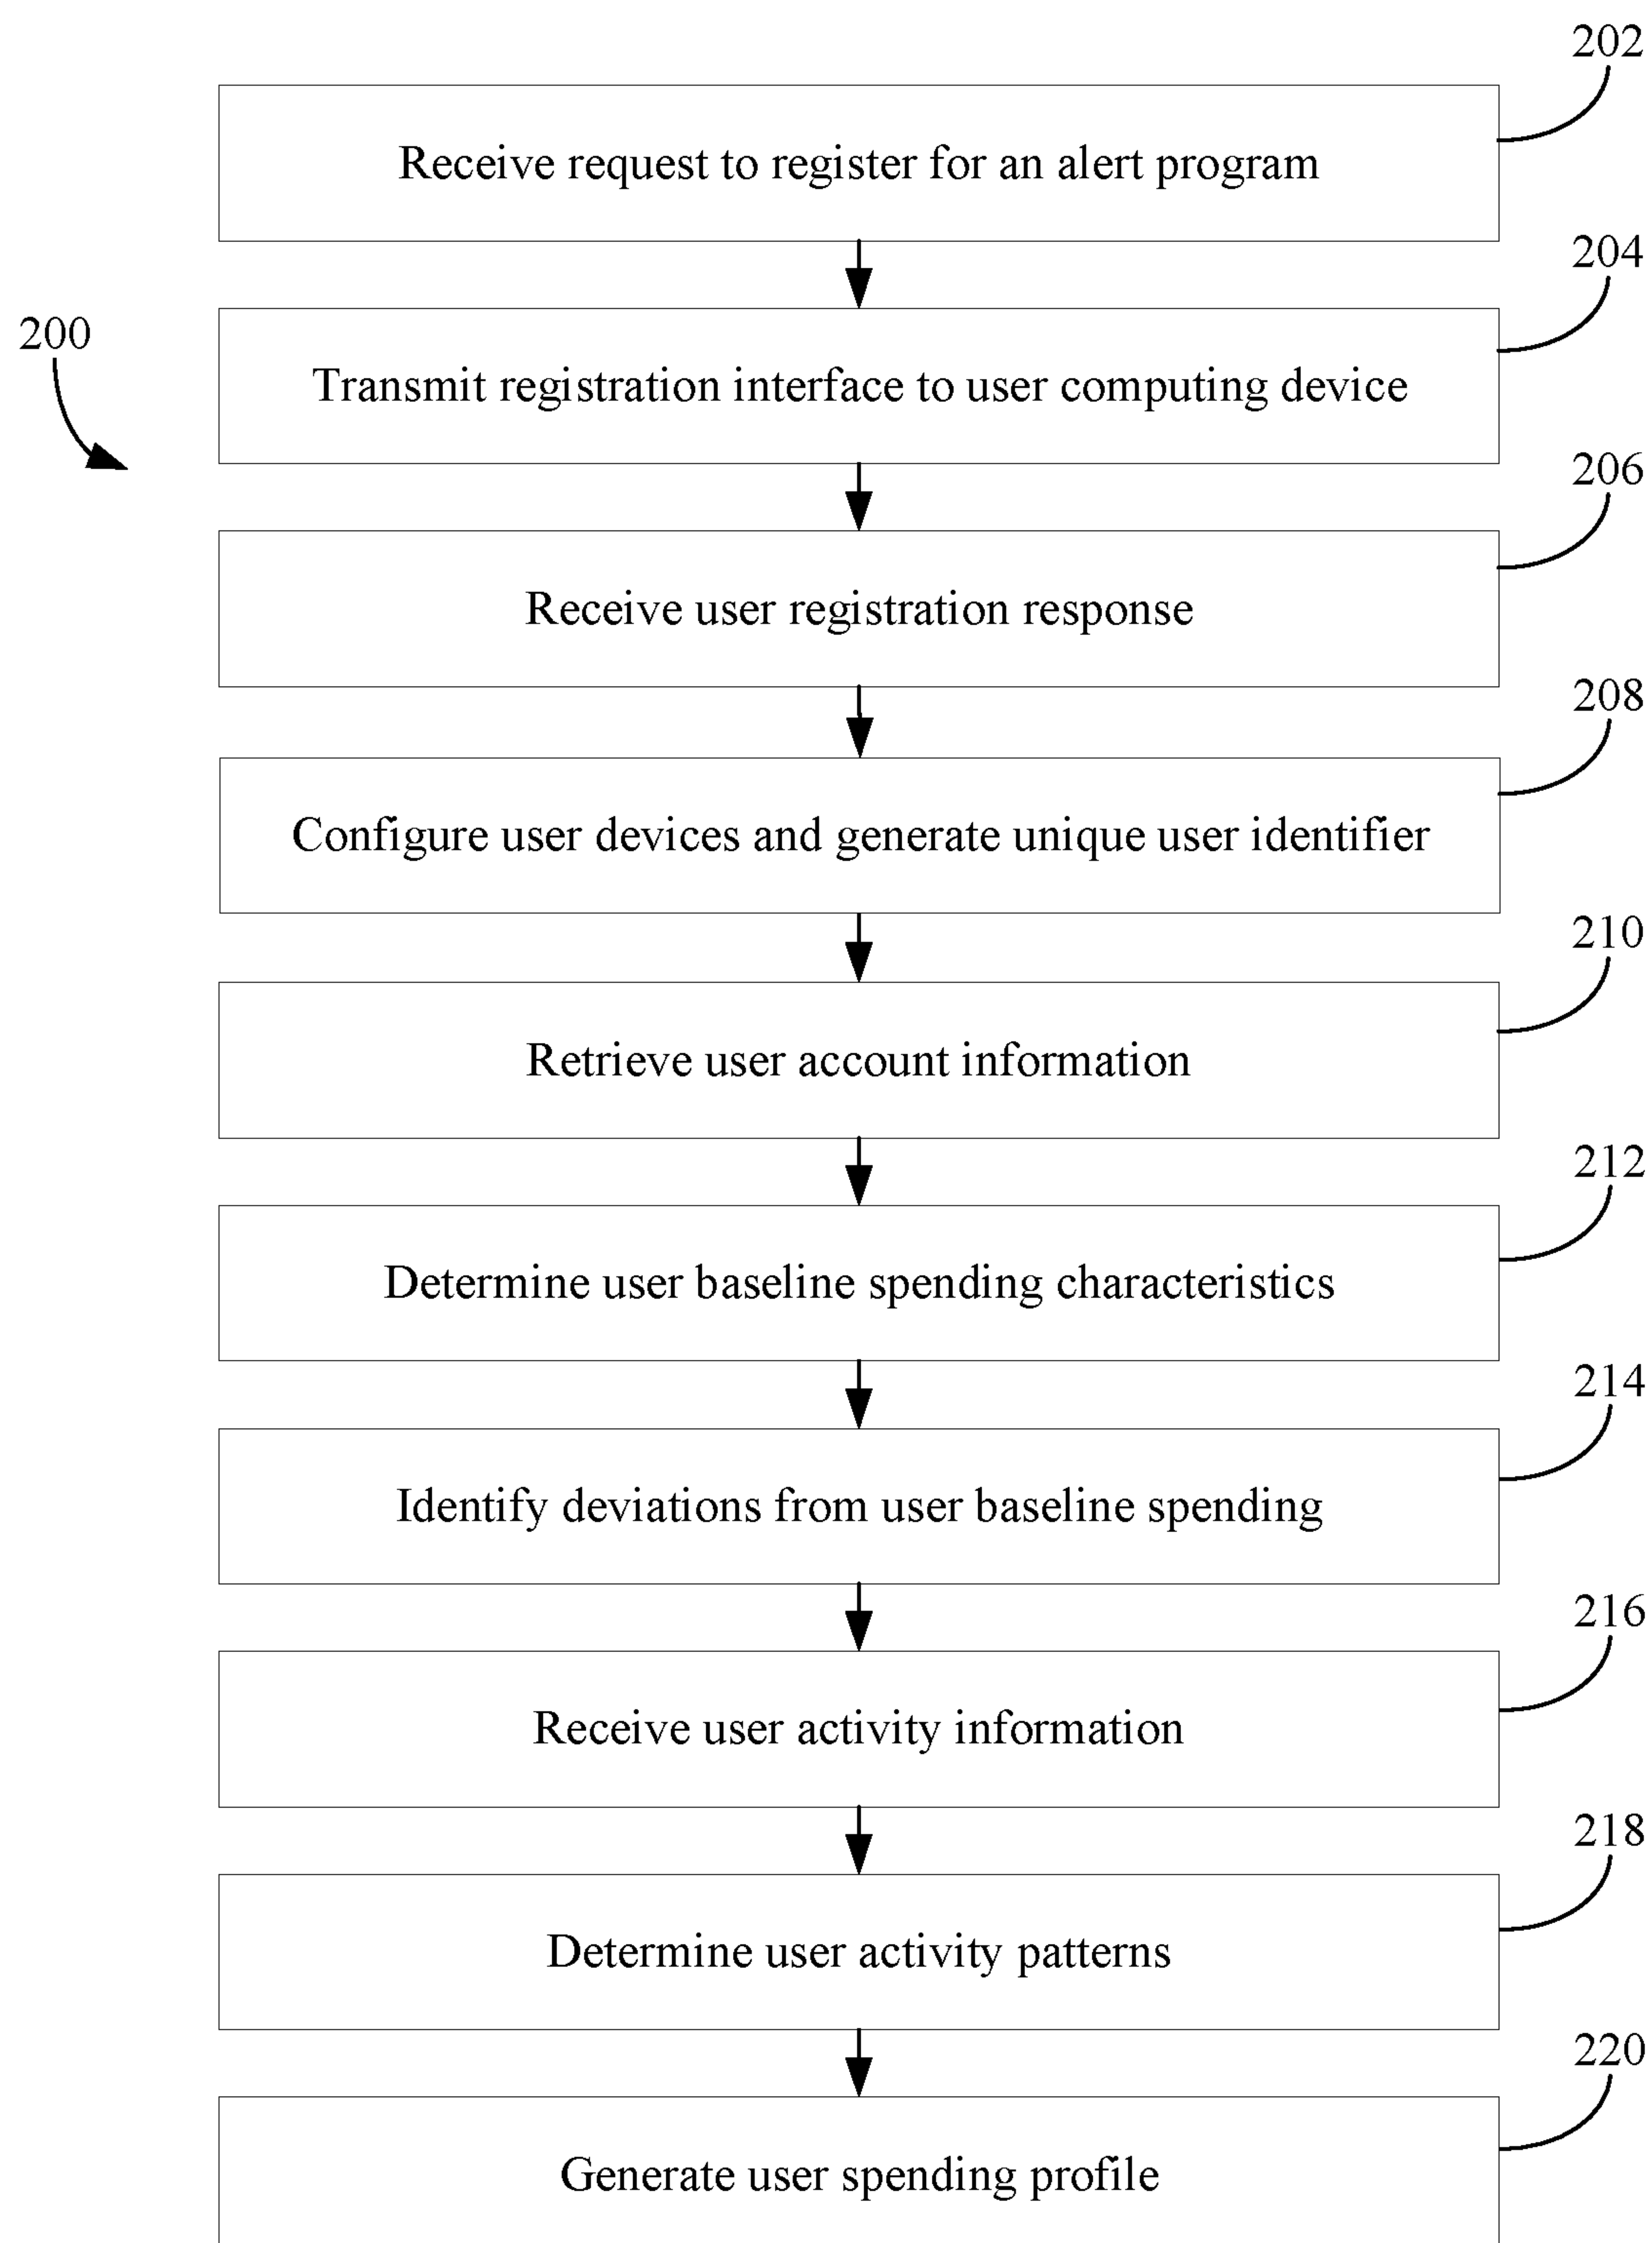 202
Receive request to register for an alert program
204
200
Transmit registration interface to user computing device
206
Receive user registration response
208
Configure user devices and generate unique user identifier
210
Retrieve user account information
212
Determine user baseline spending characteristics
214
Identify deviations from user baseline spending
216
Receive user activity information
218
Determine user activity patterns
220
Generate user spending profile